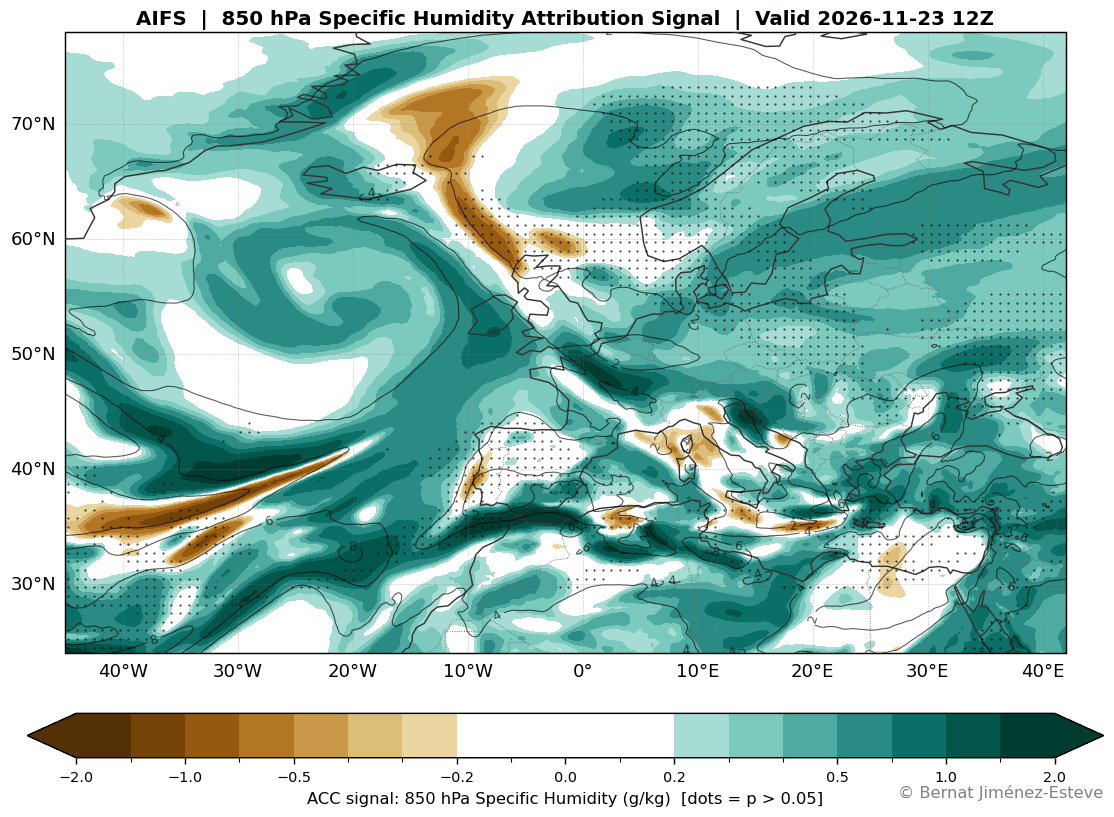 AIFS | 850 hPa Specific Humidity Attribution Signal | Valid 2026-11-23 12Z
70°N
60°N
50°N
40°N
30°N
40°W 30°W 20°W 10°W 0° 10°E 20°E 30°E 40°E
−2.0 −1.0 −0.5 −0.2 0.0 0.2 0.5 1.0 2.0
ACC signal: 850 hPa Specific Humidity (g/kg) [dots = p > 0.05]
© Bernat Jiménez-Esteve